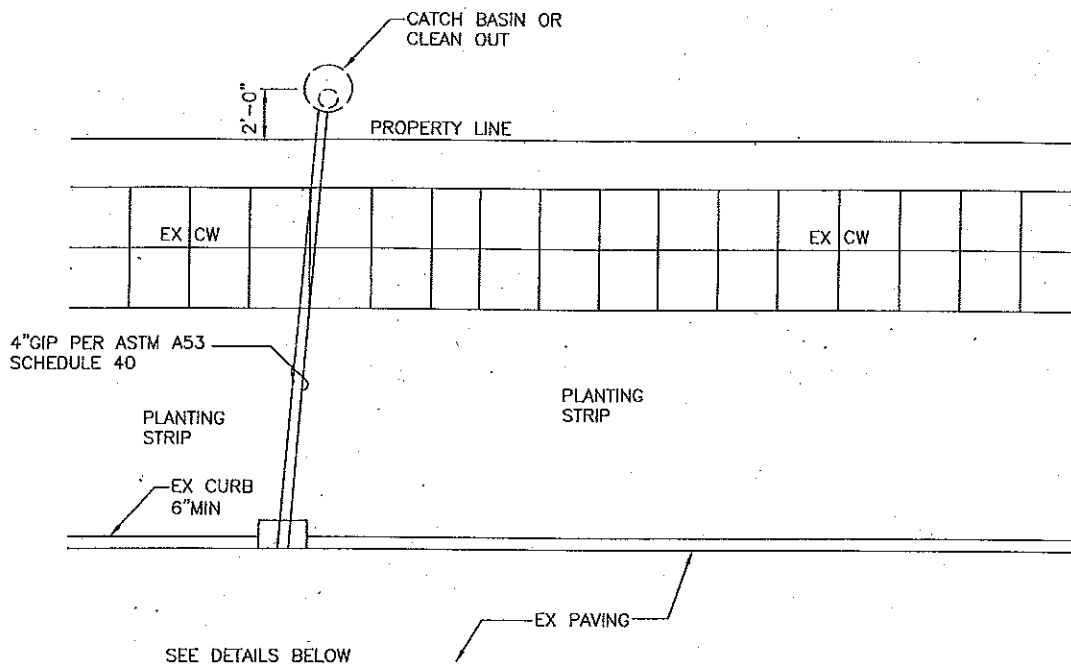 CATCH BASIN OR
CLEAN OUT
2'-0"
PROPERTY LINE
EX CW
EX CW
4"GIP PER ASTM A53
SCHEDULE 40
PLANTING
STRIP
PLANTING
STRIP
EX CURB
6"MIN
EX PAVING
SEE DETAILS BELOW